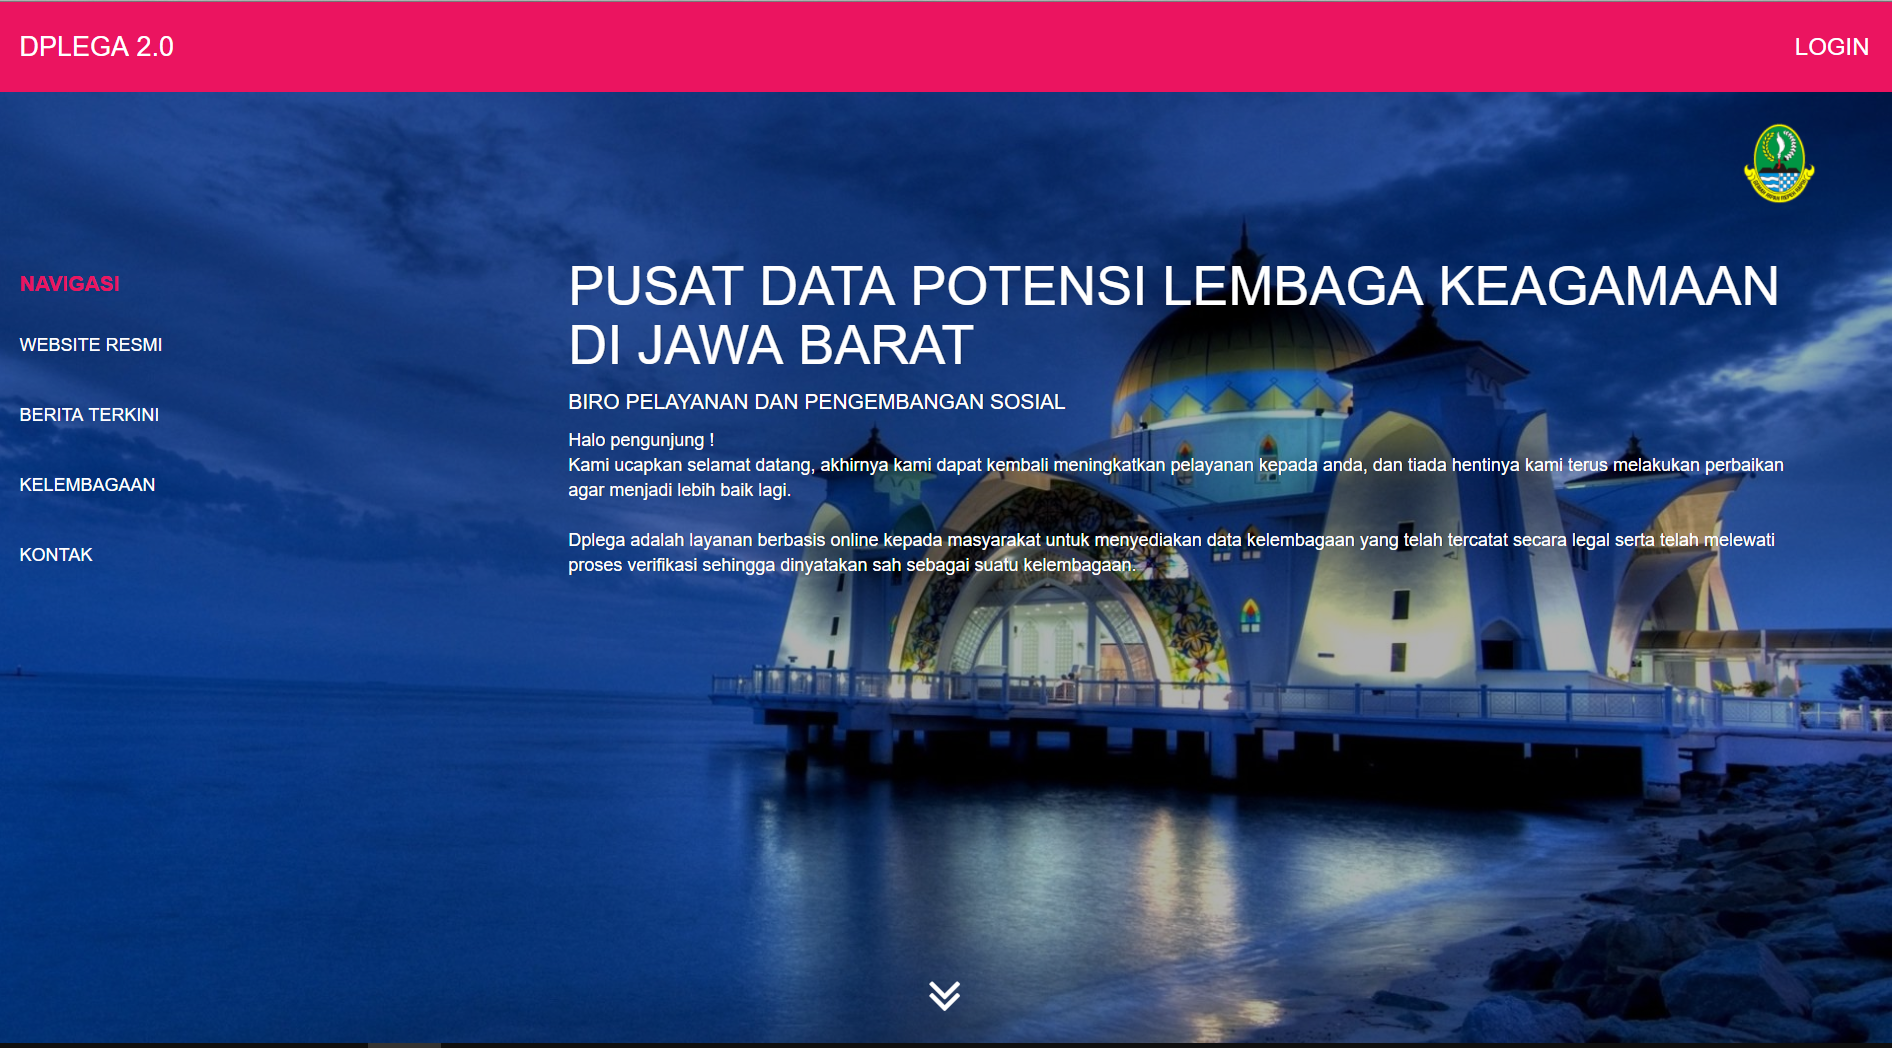 DPLEGA 2.0
LOGIN
NAVIGASI
WEBSITE RESMI
BERITA TERKINI
KELEMBAGAAN
KONTAK
PUSAT DATA POTENSI LEMBAGA KEAGAMAAN
DI JAWA BARAT
BIRO PELAYANAN DAN PENGEMBANGAN SOSIAL
Halo pengunjung !
Kami ucapkan selamat datang, akhirnya kami dapat kembali meningkatkan pelayanan kepada anda, dan tiada hentinya kami terus melakukan perbaikan
agar menjadi lebih baik lagi.
Dplega adalah layanan berbasis online kepada masyarakat untuk menyediakan data kelembagaan yang telah tercatat secara legal serta telah melewati
proses verifikasi sehingga dinyatakan sah sebagai suatu kelembagaan.